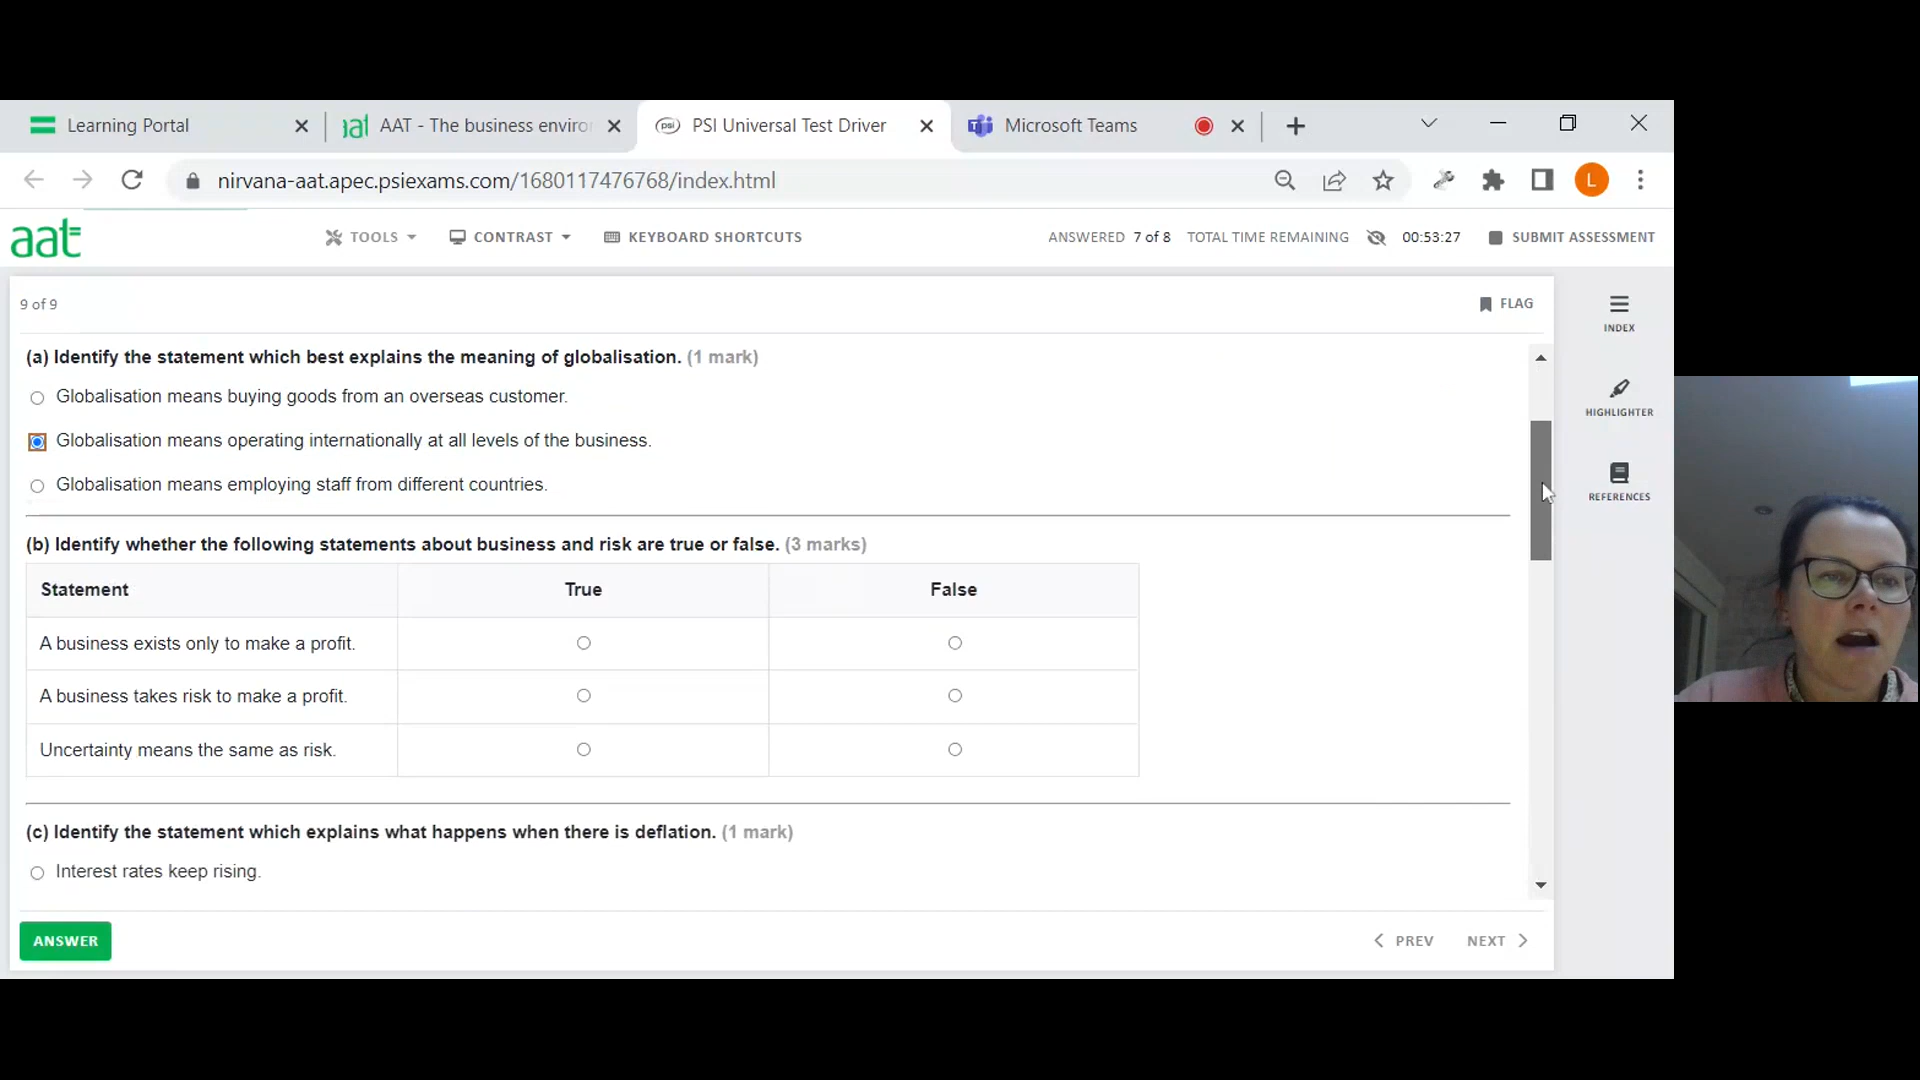 Learning Portal
AAT - The business enviro
PSI Universal Test Driver
Microsoft Teams
nirvana-aat.apec.psiexams.com/1680117476768/index.html
L
aat
TOOLS
CONTRAST
KEYBOARD SHORTCUTS
ANSWERED 7 of 8
TOTAL TIME REMAINING
00:53:27
SUBMIT ASSESSMENT
9 of 9
FLAG
INDEX
HIGHLIGHTER
REFERENCES
(a) Identify the statement which best explains the meaning of globalisation. (1 mark)
Globalisation means buying goods from an overseas customer.
Globalisation means operating internationally at all levels of the business.
Globalisation means employing staff from different countries.
(b) Identify whether the following statements about business and risk are true or false. (3 marks)
Statement True False
A business exists only to make a profit.
A business takes risk to make a profit.
Uncertainty means the same as risk.
(c) Identify the statement which explains what happens when there is deflation. (1 mark)
Interest rates keep rising.
ANSWER
PREV
NEXT